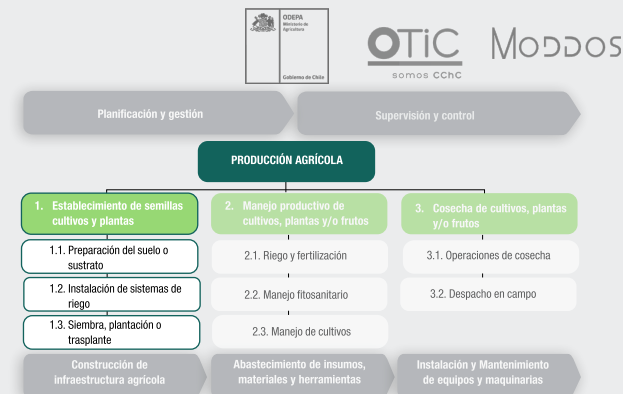 ODEPA
Ministerio de
Agricultura
Gobierno de Chile
OTiC
somos CChC
MODDOS
Planificación y gestión
Supervisión y control
PRODUCCIÓN AGRÍCOLA
1. Establecimiento de semillas
cultivos y plantas
2. Manejo productivo de
cultivos, plantas y/o frutos
3. Cosecha de cultivos, plantas
y/o frutos
1.1. Preparación del suelo o
sustrato
2.1. Riego y fertilización
3.1. Operaciones de cosecha
1.2. Instalación de sistemas de
riego
2.2. Manejo fitosanitario
3.2. Despacho en campo
1.3. Siembra, plantación o
trasplante
2.3. Manejo de cultivos
Construcción de
infraestructura agrícola
Abastecimiento de insumos,
materiales y herramientas
Instalación y Mantenimiento
de equipos y maquinarias